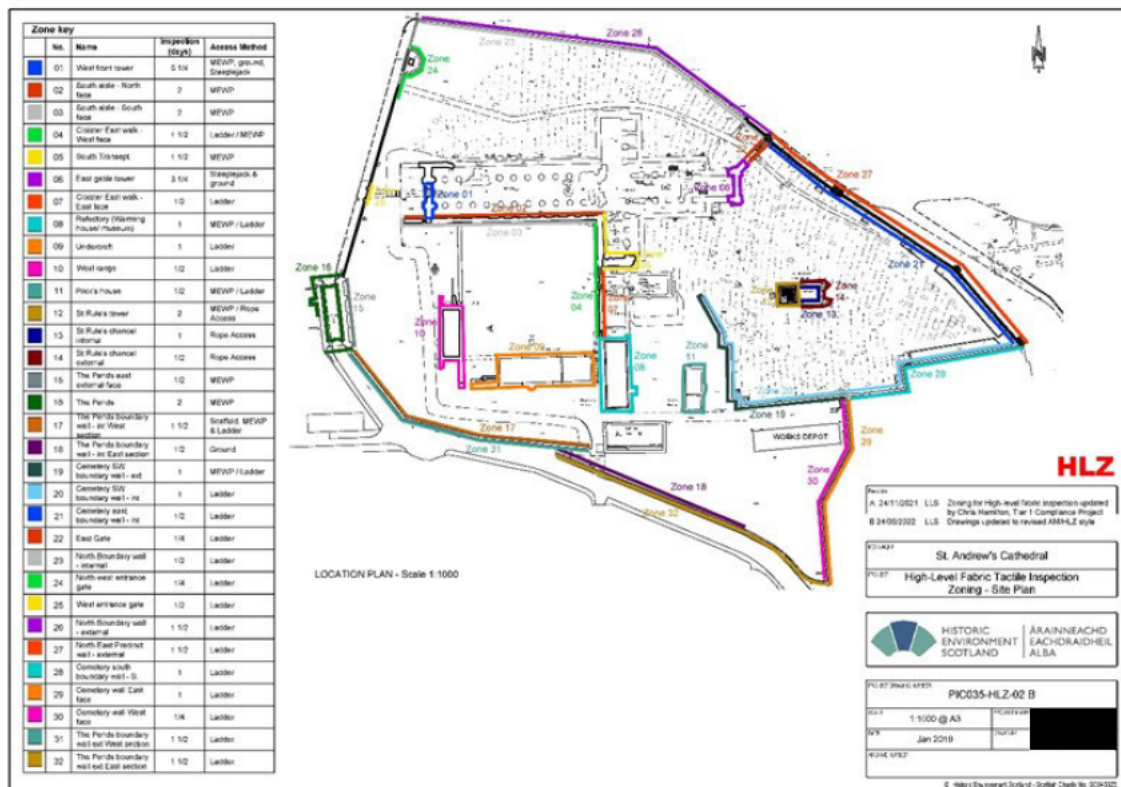 Zone key
No. Name Inspection (days) Access Method
01 West front tower 5 1/4 MEWP, ground, Steeplejack
02 South aisle - North face 2 MEWP
03 South aisle - South face 2 MEWP
04 Cloister East walk - West face 1 1/2 Ladder / MEWP
05 South Transept 1 1/2 MEWP
06 East gable tower 3 1/4 Steeplejack & ground
07 Cloister East walk - East face 1/2 Ladder
08 Refectory (Warming house/ museum) 1 MEWP / Ladder
09 Undercroft 1 Ladder
10 West range 1/2 Ladder
11 Prior's house 1/2 MEWP / Ladder
12 St Rule's tower 2 MEWP / Rope Access
13 St Rule's chancel internal 1 Rope Access
14 St Rule's chancel external 1/2 Rope Access
15 The Pends east external face 1/2 MEWP
16 The Pends 2 MEWP
17 The Pends boundary wall - int West section 1 1/2 Scaffold, MEWP & Ladder
18 The Pends boundary wall - int East section 1/2 Ground
19 Cemetery SW boundary wall - ext 1 MEWP / Ladder
20 Cemetery SW boundary wall - int 1 Ladder
21 Cemetery east boundary wall - int 1/2 Ladder
22 East Gate 1/4 Ladder
23 North Boundary wall - internal 1/2 Ladder
24 North west entrance gate 1/4 Ladder
25 West entrance gate 1/2 Ladder
26 North Boundary wall - external 1 1/2 Ladder
27 North East Precinct wall - external 1 1/2 Ladder
28 Cemetery south boundary wall - S. 1 Ladder
29 Cemetery wall East face 1 Ladder
30 Cemetery wall West face 1/4 Ladder
31 The Pends boundary wall ext West section 1 1/2 Ladder
32 The Pends boundary wall ext East section 1 1/2 Ladder
Zone 23
Zone 26
Zone 24
N
Zone
Zone 27
Zone 01
Zone 06
Zone 02
Zone 03
Zone 21
Zone 16
Zone 15
Zone 04
Zone 14
Zone 13
Zone 10
Zone 09
Zone 08
Zone 11
Zone 28
Zone 20
Zone 19
Zone 17
Zone 31
WORKS DEPOT
Zone 29
Zone 30
Zone 18
Zone 32
LOCATION PLAN - Scale 1:1000
HLZ
A 24/11/2021 LLS Zoning for High-level fabric inspection updated
by Chris Hamilton, Tier 1 Compliance Project
B 24/05/2022 LLS Drawings updated to revised AM/HLZ style
St. Andrew's Cathedral
High-Level Fabric Tactile Inspection
Zoning - Site Plan
HISTORIC ENVIRONMENT SCOTLAND
ÀRAINNEACHD EACHDRAIDHEIL ALBA
PIC035-HLZ-02 B
1:1000 @ A3
DATE
Jan 2019